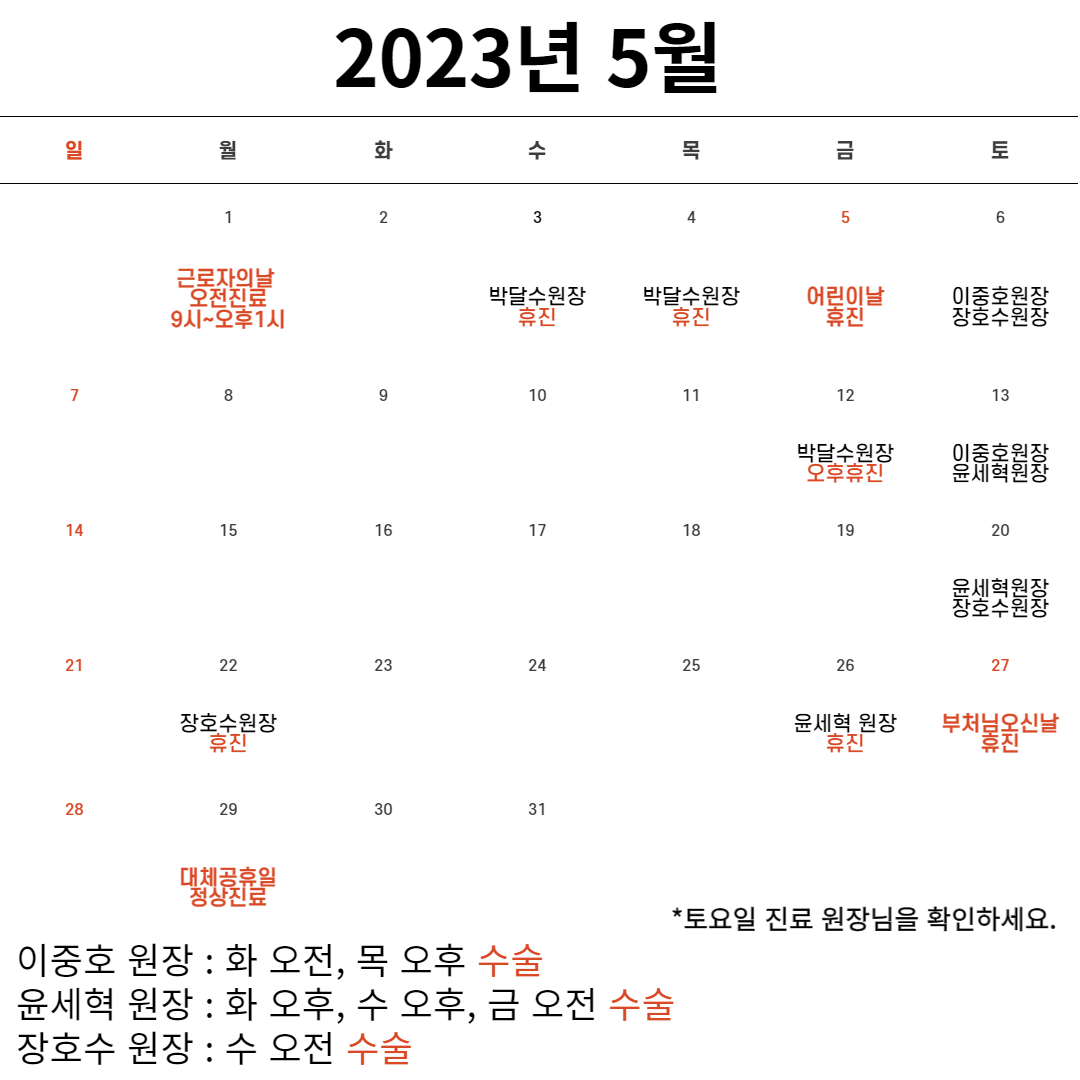 2023년 5월
일 월 화 수 목 금 토
1 2 3 4 5 6
근로자의날
오전진료
9시~오후1시
박달수원장
휴진
박달수원장
휴진
어린이날
휴진
이중호원장
장호수원장
7 8 9 10 11 12 13
박달수원장
오후휴진
이중호원장
윤세혁원장
14 15 16 17 18 19 20
윤세혁원장
장호수원장
21 22 23 24 25 26 27
장호수원장
휴진
윤세혁 원장
휴진
부처님오신날
휴진
28 29 30 31
대체공휴일
정상진료
*토요일 진료 원장님을 확인하세요.
이중호 원장 : 화 오전, 목 오후 수술
윤세혁 원장 : 화 오후, 수 오후, 금 오전 수술
장호수 원장 : 수 오전 수술